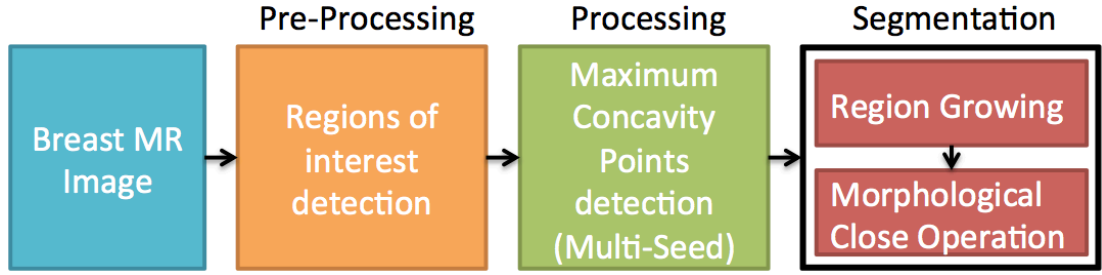 Pre-Processing
Processing
Segmentation
Breast MR
Image
Regions of
interest
detection
Maximum
Concavity
Points
detection
(Multi-Seed)
Region Growing
Morphological
Close Operation